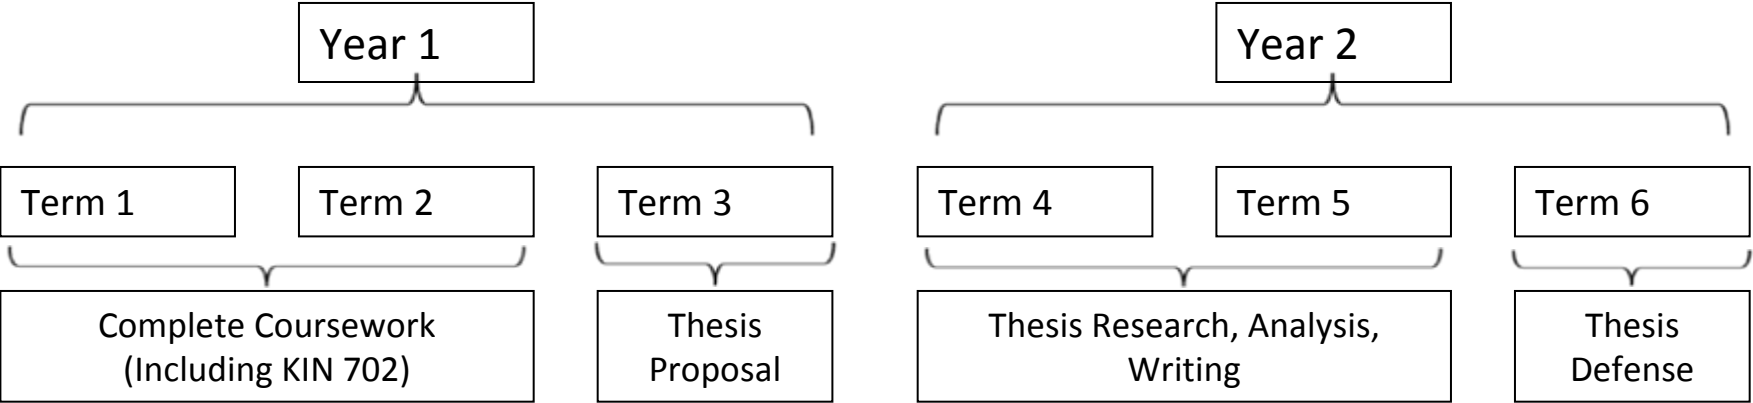 Year 1
Year 2
Term 1
Term 2
Term 3
Term 4
Term 5
Term 6
Complete Coursework
(Including KIN 702)
Thesis
Proposal
Thesis Research, Analysis,
Writing
Thesis
Defense